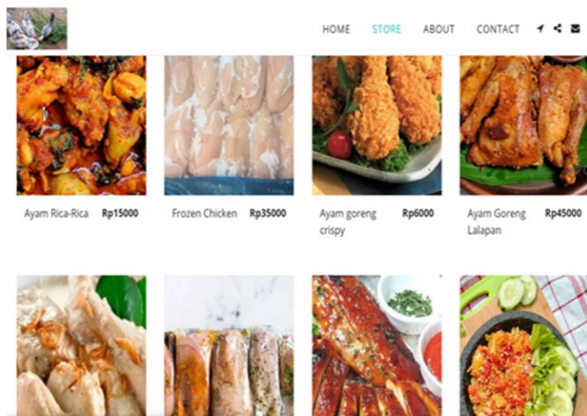 HOME STORE ABOUT CONTACT
Ayam Rica-Rica Rp15000
Frozen Chicken Rp35000
Ayam goreng crispy Rp6000
Ayam Goreng Lalapan Rp45000